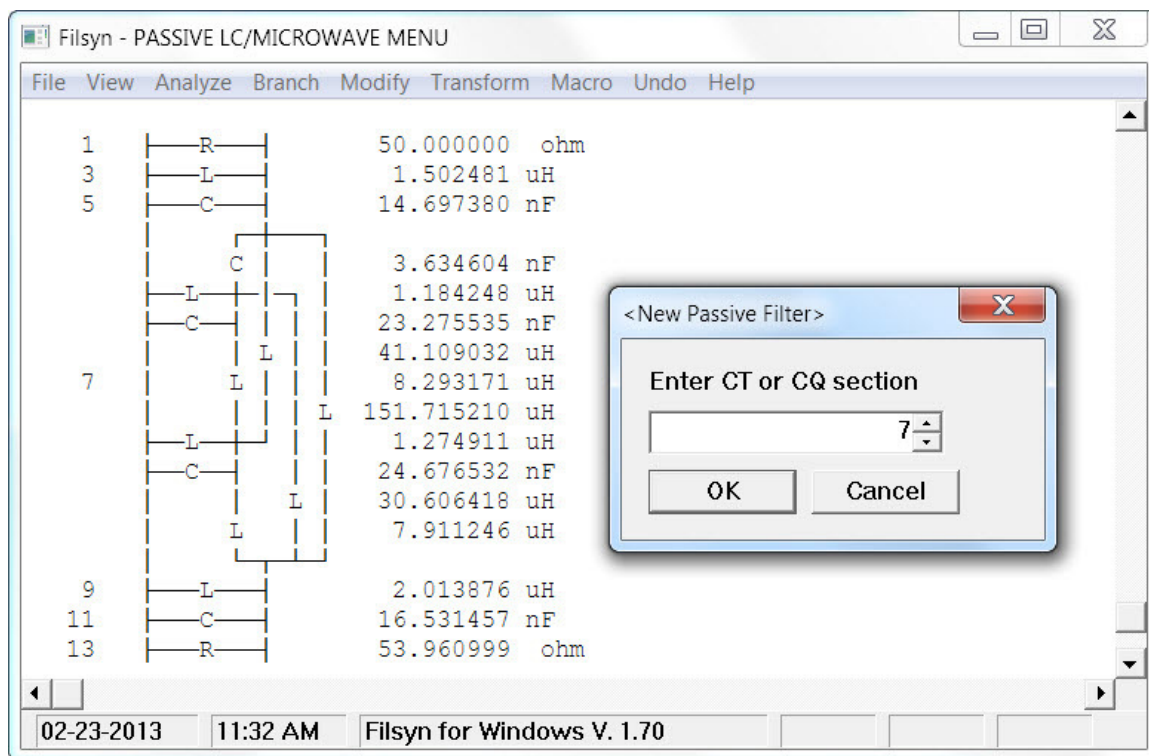 Filsyn - PASSIVE LC/MICROWAVE MENU
File View Analyze Branch Modify Transform Macro Undo Help
1 R 50.000000 ohm
3 L 1.502481 uH
5 C 14.697380 nF
C 3.634604 nF
L 1.184248 uH
C 23.275535 nF
L 41.109032 uH
7 L 8.293171 uH
L 151.715210 uH
L 1.274911 uH
C 24.676532 nF
L 30.606418 uH
L 7.911246 uH
9 L 2.013876 uH
11 C 16.531457 nF
13 R 53.960999 ohm
<New Passive Filter>
Enter CT or CQ section
7
OK Cancel
02-23-2013 11:32 AM Filsyn for Windows V. 1.70